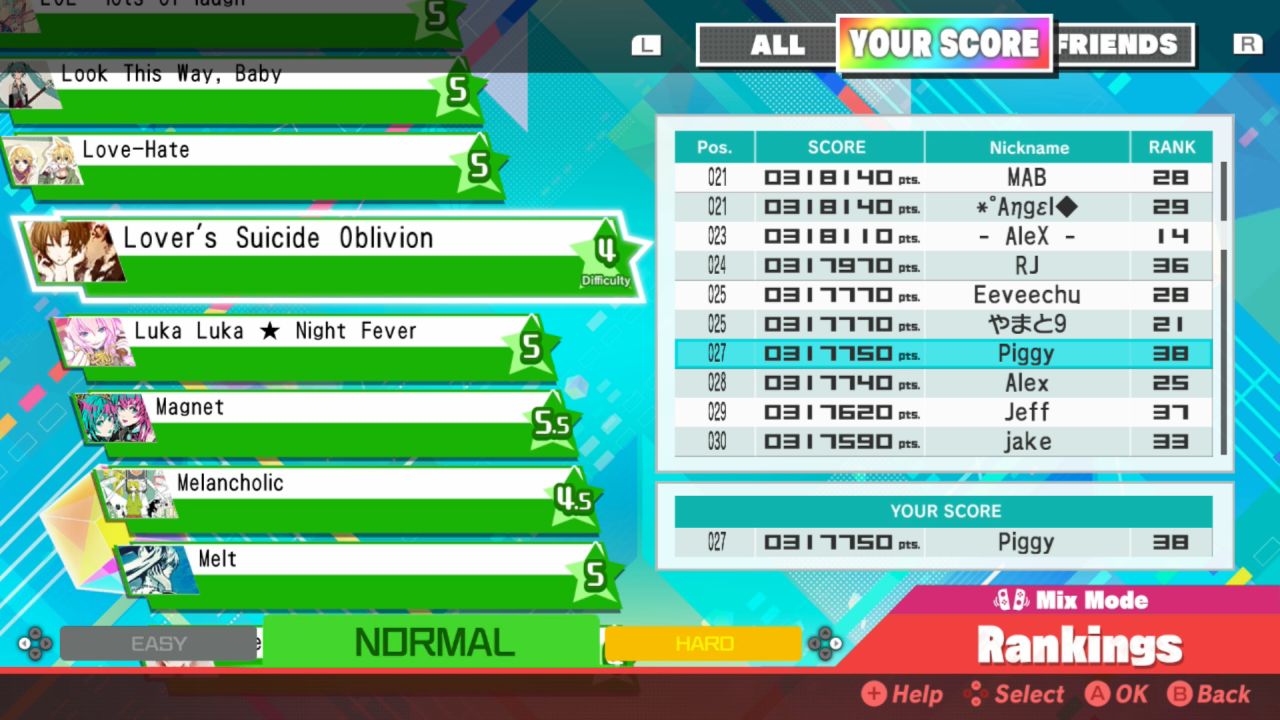 LOL -lots of laugh-
5
Look This Way, Baby
5
Love-Hate
5
Lover's Suicide Oblivion
4
Difficulty
Luka Luka ★ Night Fever
5
Magnet
5.5
Melancholic
4.5
Melt
5
EASY
NORMAL
HARD
L
ALL
YOUR SCORE
FRIENDS
R
Pos. SCORE Nickname RANK
021 0318140 pts. MAB 28
021 0318140 pts. *°Aηgεl◆ 29
023 0318110 pts. - AleX - 14
024 0317970 pts. RJ 36
025 0317770 pts. Eeveechu 28
025 0317770 pts. やまと9 21
027 0317750 pts. Piggy 38
028 0317740 pts. Alex 25
029 0317620 pts. Jeff 37
030 0317590 pts. jake 33
YOUR SCORE
027 0317750 pts. Piggy 38
Mix Mode
Rankings
+ Help Select A OK B Back